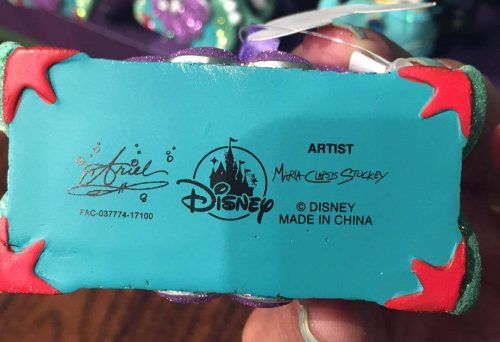 Ariel
FAC-037774-17100
Disney
ARTIST
Maria Clapsis Stuckey
© DISNEY
MADE IN CHINA